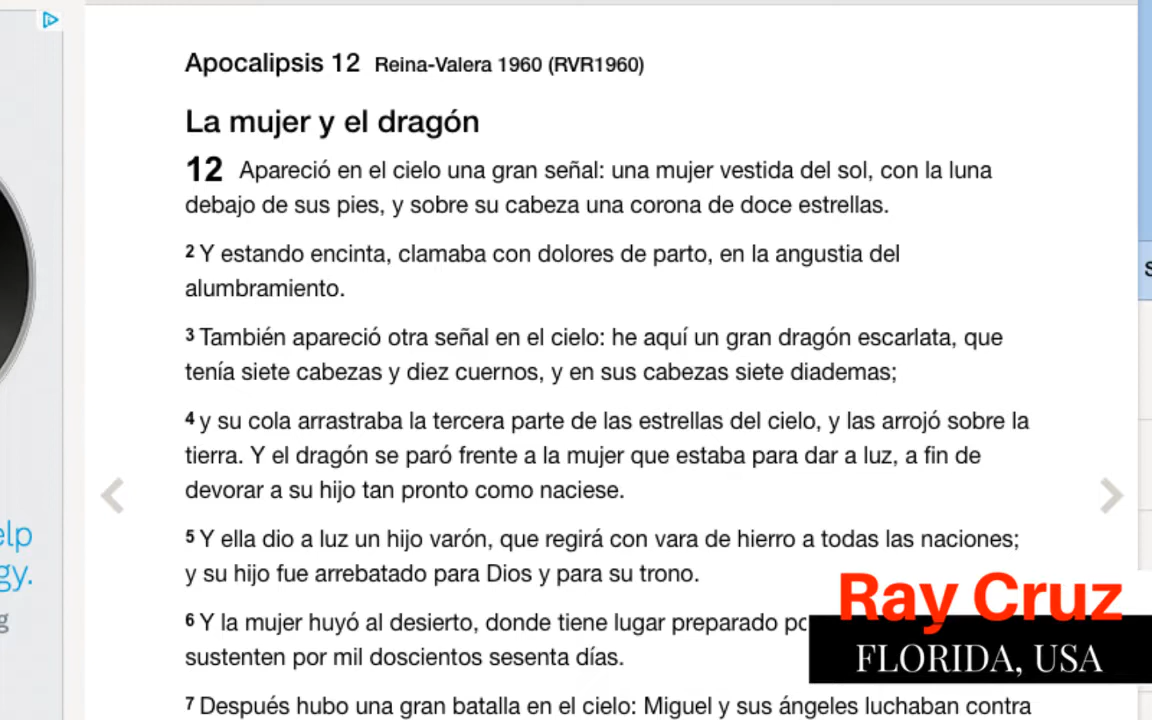 Apocalipsis 12 Reina-Valera 1960 (RVR1960)
La mujer y el dragón
12 Apareció en el cielo una gran señal: una mujer vestida del sol, con la luna
debajo de sus pies, y sobre su cabeza una corona de doce estrellas.
2 Y estando encinta, clamaba con dolores de parto, en la angustia del
alumbramiento.
3 También apareció otra señal en el cielo: he aquí un gran dragón escarlata, que
tenía siete cabezas y diez cuernos, y en sus cabezas siete diademas;
4 y su cola arrastraba la tercera parte de las estrellas del cielo, y las arrojó sobre la
tierra. Y el dragón se paró frente a la mujer que estaba para dar a luz, a fin de
devorar a su hijo tan pronto como naciese.
5 Y ella dio a luz un hijo varón, que regirá con vara de hierro a todas las naciones;
y su hijo fue arrebatado para Dios y para su trono.
6 Y la mujer huyó al desierto, donde tiene lugar preparado
sustenten por mil doscientos sesenta días.
7 Después hubo una gran batalla en el cielo: Miguel y sus ángeles luchaban contra
Ray Cruz
FLORIDA, USA